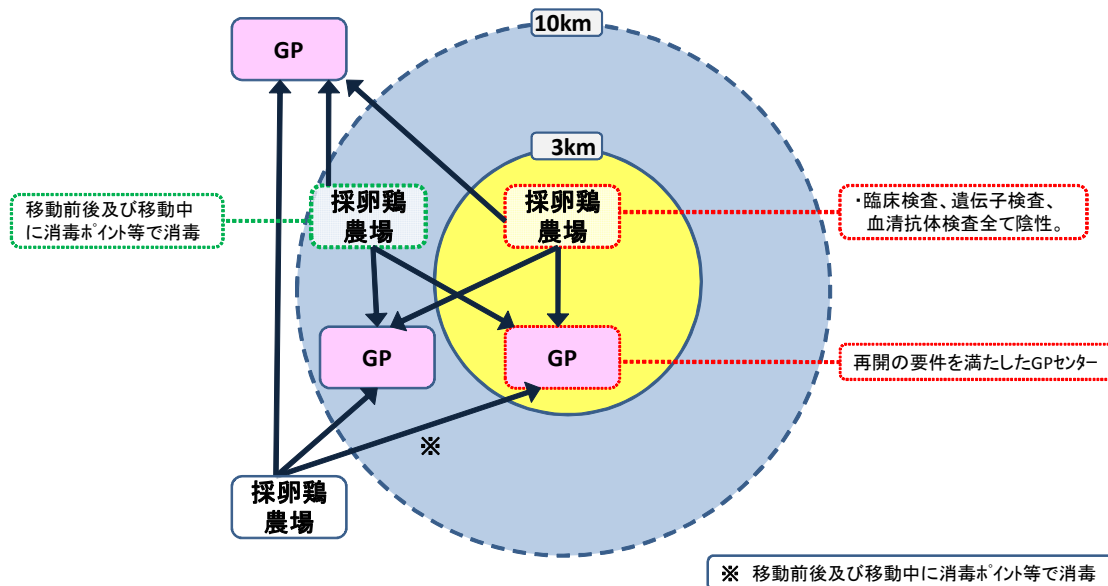 10km
GP
3km
採卵鶏
農場
採卵鶏
農場
移動前後及び移動中
に消毒ﾎﾟｲﾝﾄ等で消毒
・臨床検査、遺伝子検査、
血清抗体検査全て陰性。
GP
GP
再開の要件を満たしたGPｾﾝﾀｰ
※
採卵鶏
農場
※ 移動前後及び移動中に消毒ﾎﾟｲﾝﾄ等で消毒